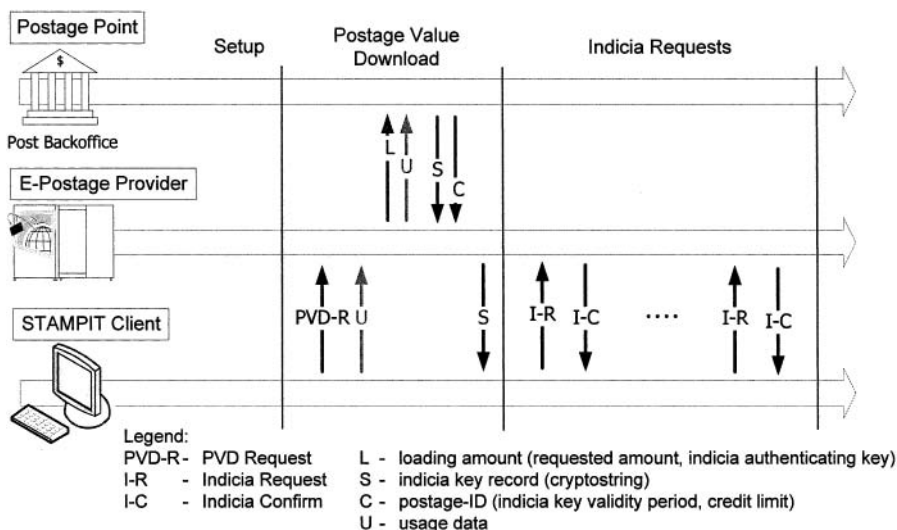 Postage Point
Setup
Postage Value
Download
Indicia Requests
$
Post Backoffice
L
U
S
C
E-Postage Provider
PVD-R
U
S
I-R
I-C
....
I-R
I-C
STAMPIT Client
Legend:
PVD-R - PVD Request
I-R - Indicia Request
I-C - Indicia Confirm
L - loading amount (requested amount, indicia authenticating key)
S - indicia key record (cryptostring)
C - postage-ID (indicia key validity period, credit limit)
U - usage data